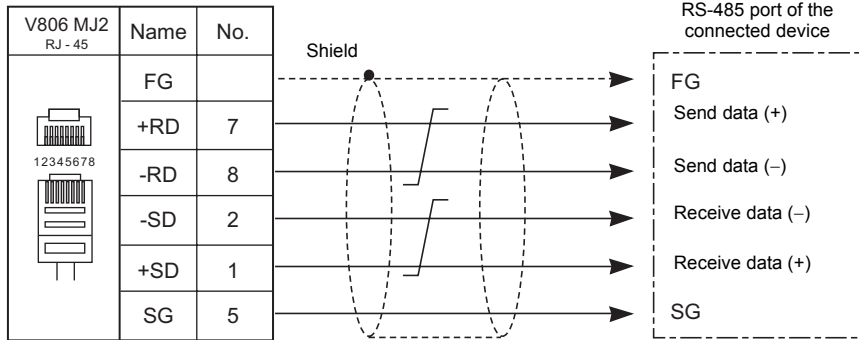 V806 MJ2
RJ - 45
Name
No.
Shield
RS-485 port of the
connected device
FG
FG
+RD
7
Send data (+)
12345678
-RD
8
Send data (−)
-SD
2
Receive data (−)
+SD
1
Receive data (+)
SG
5
SG